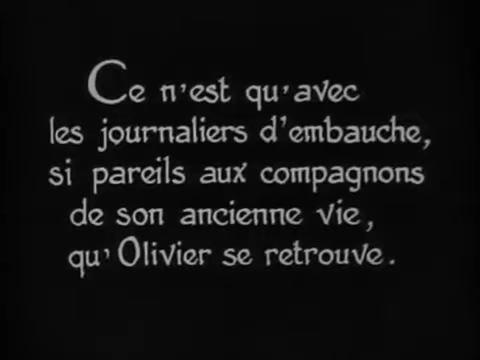 Ce n'est qu'avec
les journaliers d'embauche,
si pareils aux compagnons
de son ancienne vie,
qu'Olivier se retrouve.